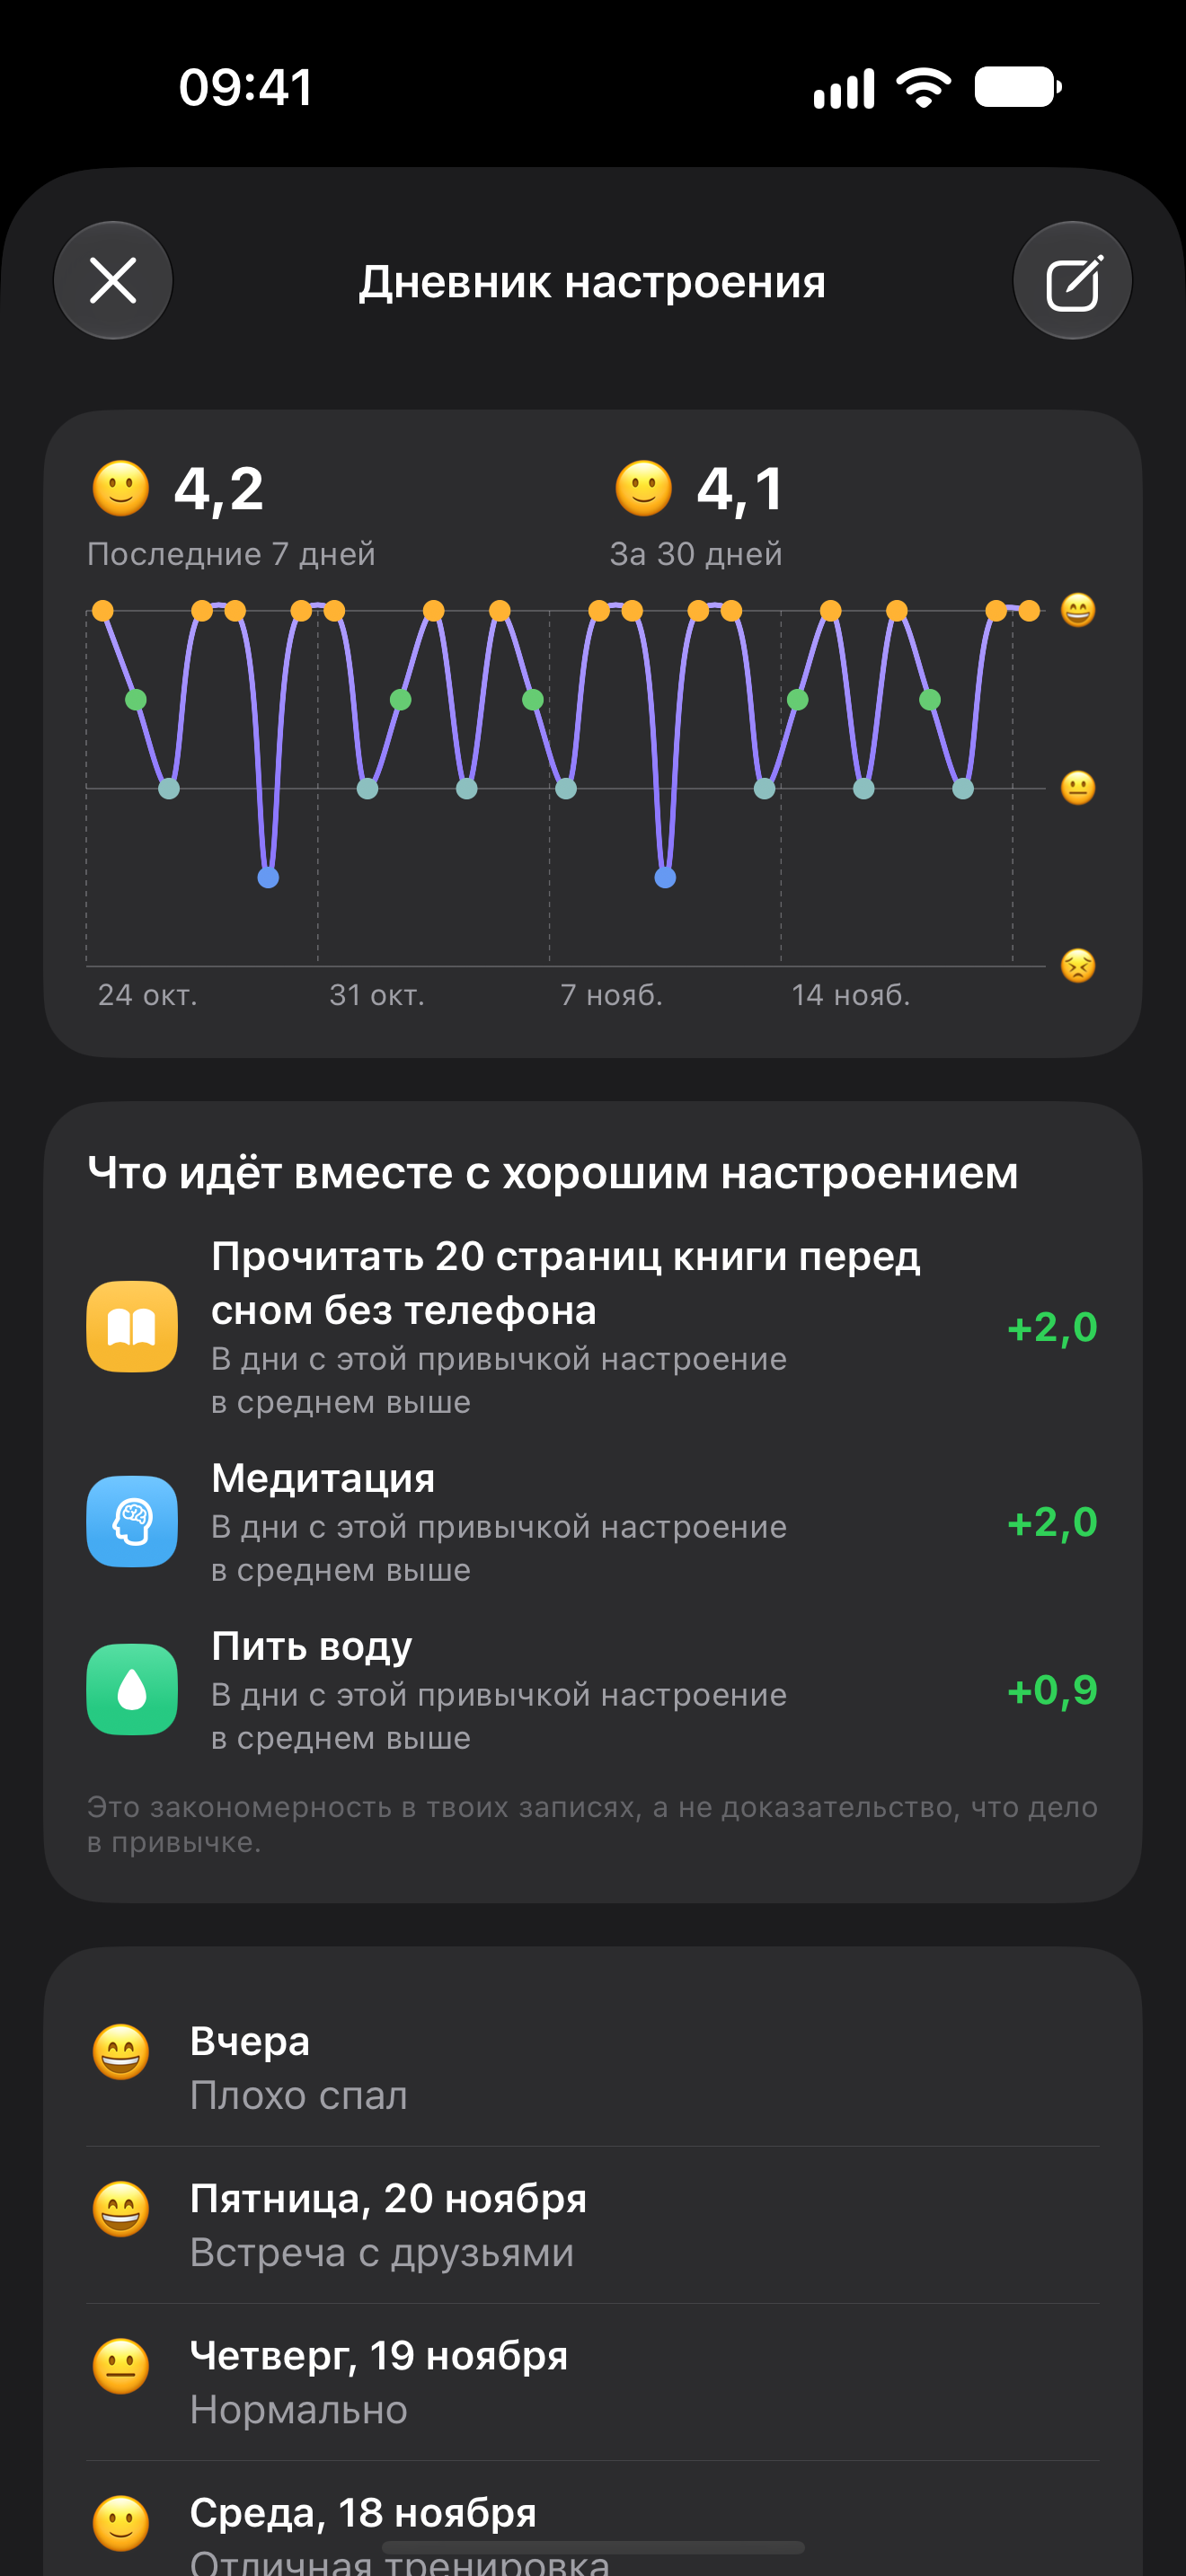 09:41
Дневник настроения
4,2
4,1
Последние 7 дней
За 30 дней
24 окт.
31 окт.
7 нояб.
14 нояб.
Что идёт вместе с хорошим настроением
Прочитать 20 страниц книги перед
сном без телефона
В дни с этой привычкой настроение
в среднем выше
+2,0
Медитация
В дни с этой привычкой настроение
в среднем выше
+2,0
Пить воду
В дни с этой привычкой настроение
в среднем выше
+0,9
Это закономерность в твоих записях, а не доказательство, что дело
в привычке.
Вчера
Плохо спал
Пятница, 20 ноября
Встреча с друзьями
Четверг, 19 ноября
Нормально
Среда, 18 ноября
Отличная тренировка